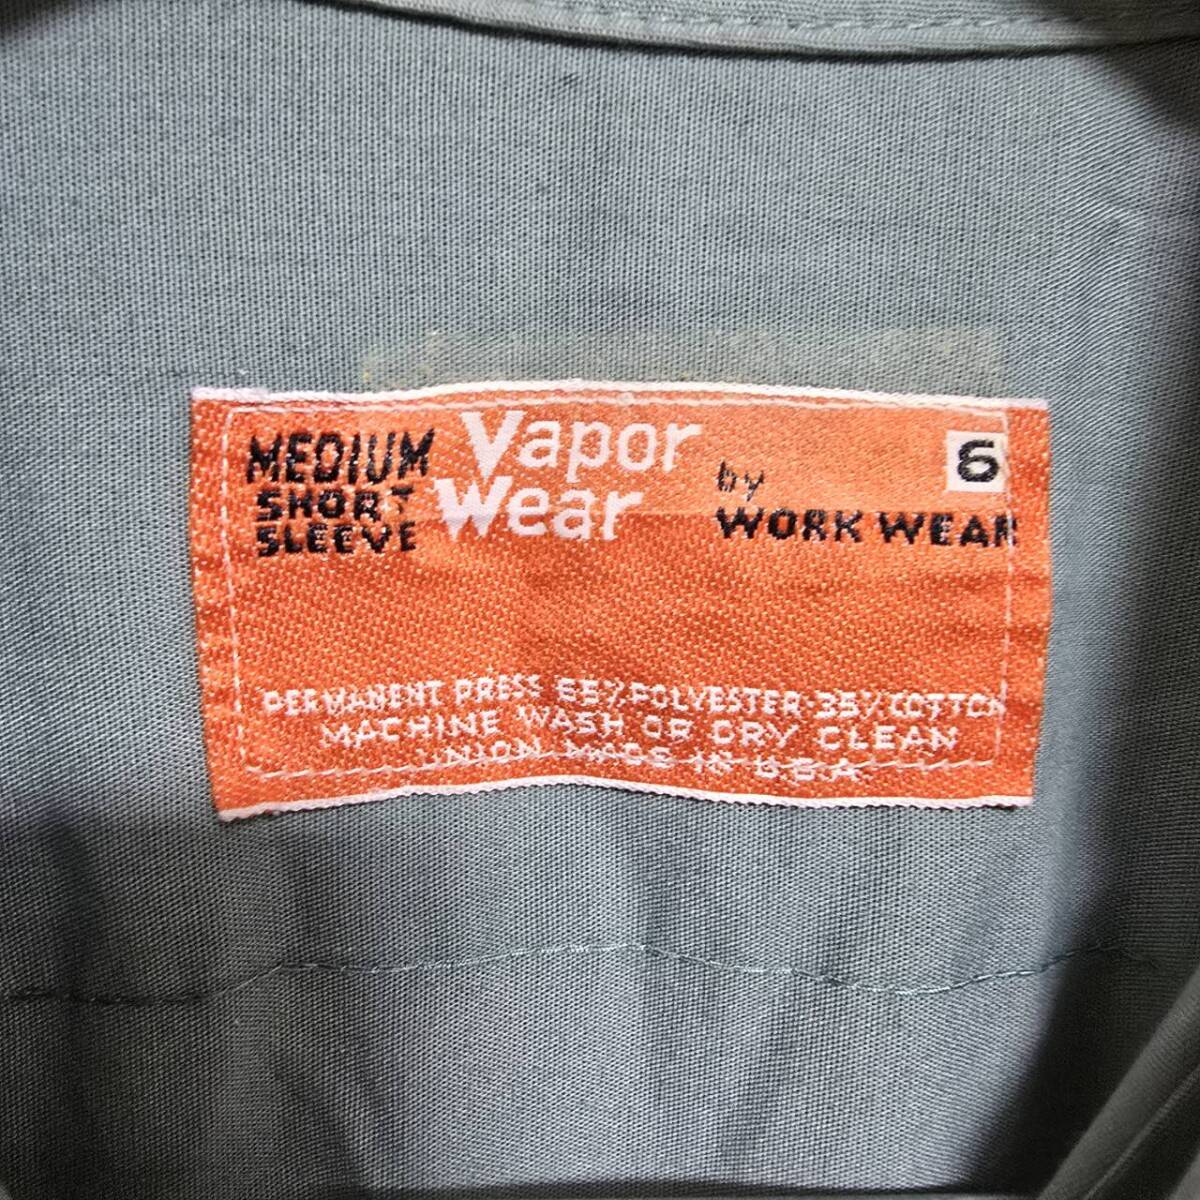 MEDIUM
SHORT
SLEEVE
Vapor
Wear
by
WORK WEAR
6
PERMANENT PRESS 65% POLYESTER-35% COTTON
MACHINE WASH OR DRY CLEAN
UNION MADE IN U.S.A